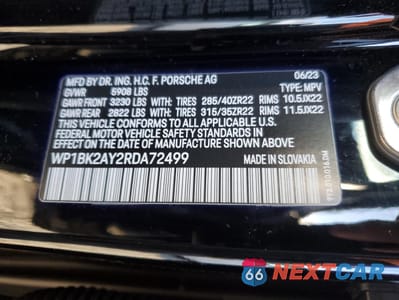 MFD. BY DR. ING. H.C. F. PORSCHE AG 06/23
GVWR 5908 LBS TYPE: MPV
GAWR FRONT 3230 LBS WITH: TIRES 285/40ZR22 RIMS 10.5JX22
GAWR REAR 2822 LBS WITH: TIRES 315/35ZR22 RIMS 11.5JX22
THIS VEHICLE CONFORMS TO ALL APPLICABLE FEDERAL MOTOR
VEHICLE SAFETY STANDARDS IN EFFECT
ON THE DATE OF MANUFACTURE SHOWN ABOVE.
WP1BK2AY2RDA72499 MADE IN SLOVAKIA
66 NEXTCAR